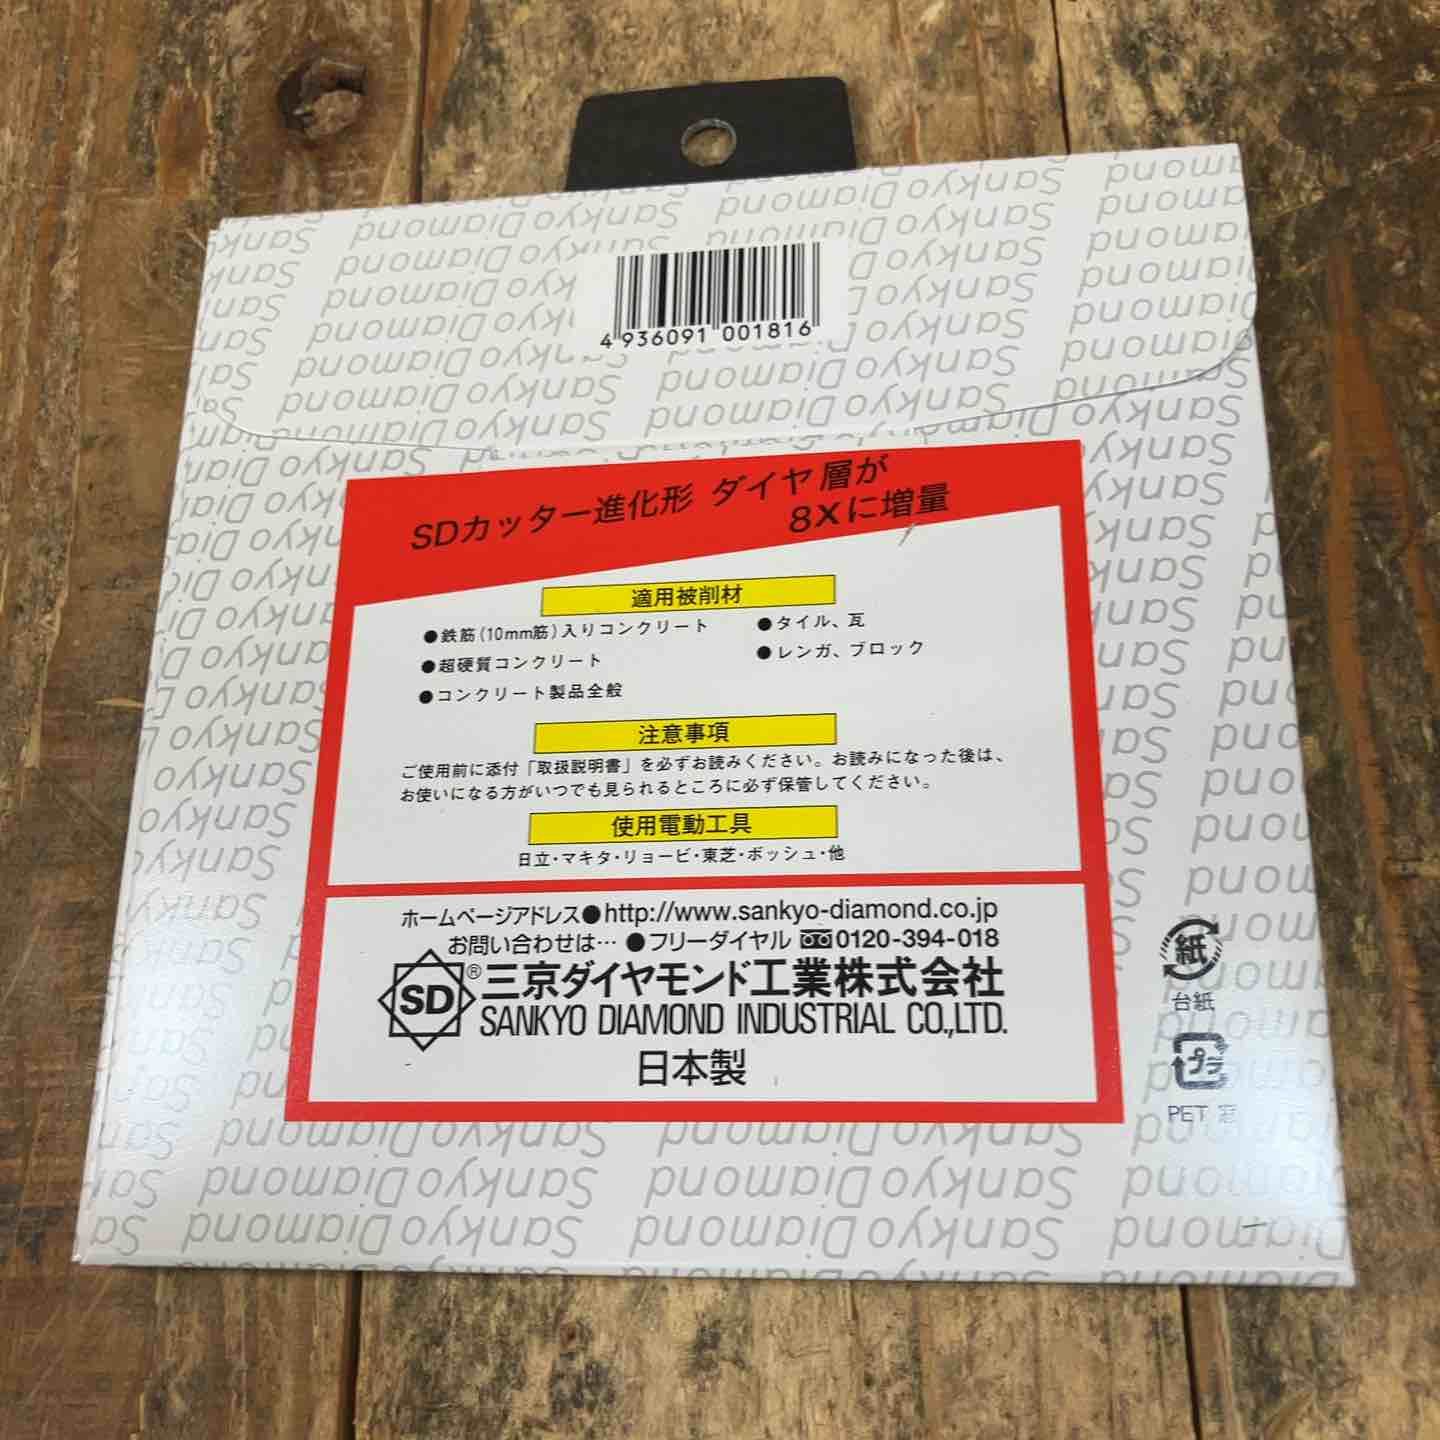 4 936091 001816
SDカッター進化形 ダイヤ層が
8Xに増量
適用被削材
●鉄筋(10mm筋)入りコンクリート
●超硬質コンクリート
●コンクリート製品全般
●タイル、瓦
●レンガ、ブロック
注意事項
ご使用前に添付「取扱説明書」を必ずお読みください。お読みになった後は、
お使いになる方がいつでも見られるところに必ず保管してください。
使用電動工具
日立・マキタ・リョービ・東芝・ボッシュ・他
ホームページアドレス●http://www.sankyo-diamond.co.jp
お問い合わせは…●フリーダイヤル 0120-394-018
SD®三京ダイヤモンド工業株式会社
SANKYO DIAMOND INDUSTRIAL CO.,LTD.
日本製
紙
台紙
プラ
PET 窓
Sankyo Diamond